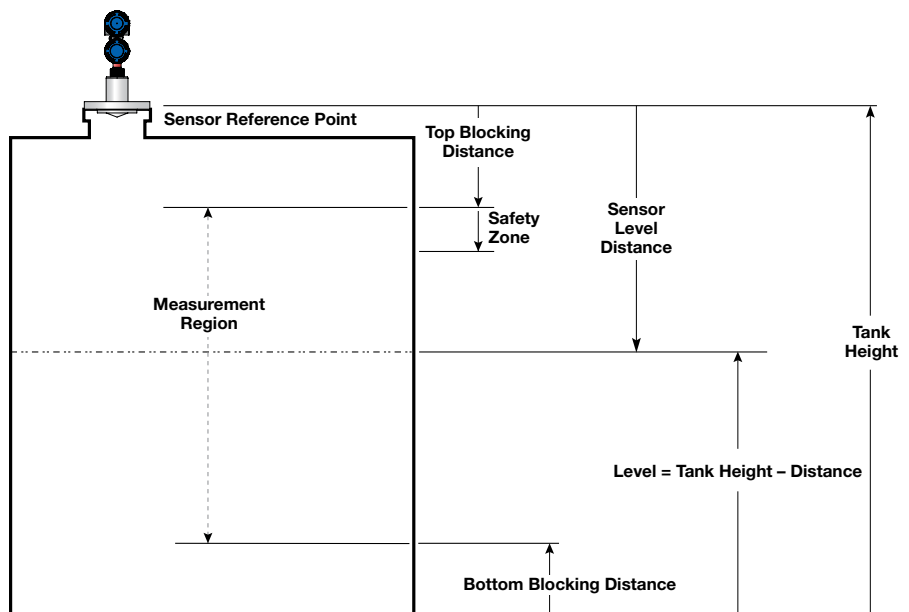 Sensor Reference Point
Top Blocking
Distance
Safety
Zone
Sensor
Level
Distance
Measurement
Region
Tank
Height
Level = Tank Height – Distance
Bottom Blocking Distance